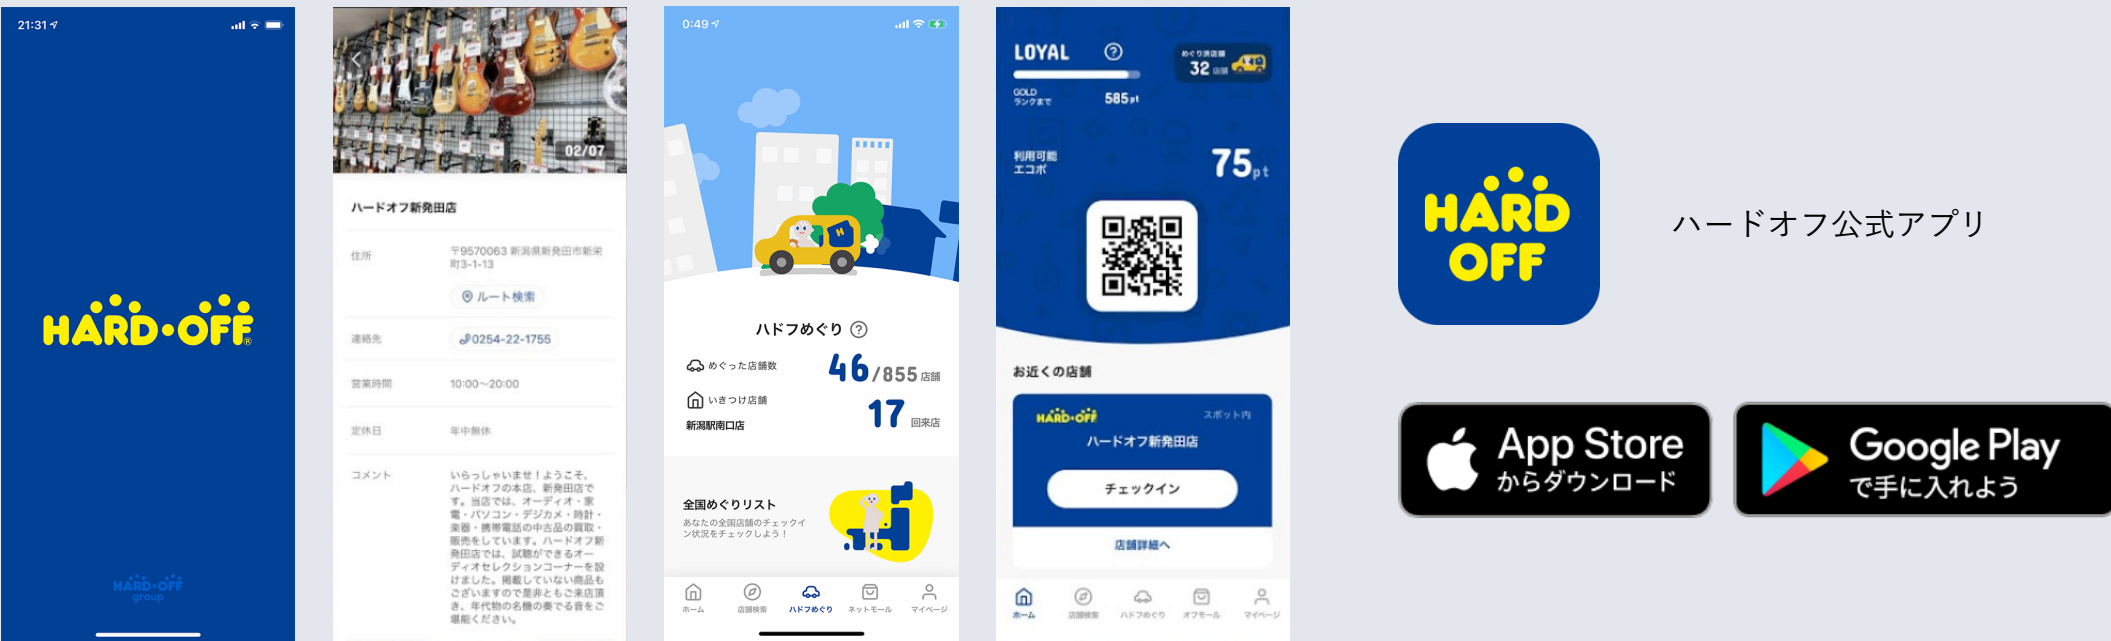 21:31
HARD・OFF®
HARD・OFF
group
02/07
ハードオフ新発田店
住所
〒9570063 新潟県新発田市新栄
町3-1-13
ルート検索
連絡先
0254-22-1755
営業時間
10:00〜20:00
定休日
年中無休
コメント
いらっしゃいませ！ようこそ、
ハードオフの本店、新発田店で
す。当店では、オーディオ・家
電・パソコン・デジカメ・時計・
楽器・携帯電話の中古品の買取・
販売をしています。ハードオフ新
発田店では、試聴ができるオー
ディオセレクションコーナーを設
けました。掲載していない商品も
ございますので是非ともご来店頂
き、年代物の名機の奏でる音をご
堪能ください。
0:49
H
ハドフめぐり ?
めぐった店舗数
46/855 店舗
いきつけ店舗
新潟駅南口店
17 回来店
全国めぐりリスト
あなたの全国店舗のチェックイ
ン状況をチェックしよう！
ホーム
店舗検索
ハドフめぐり
ネットモール
マイページ
LOYAL ?
めぐり済店舗
32 店舗
GOLD
ランクまで
585pt
利用可能
エコポ
75pt
お近くの店舗
HARD・OFF
スポット内
ハードオフ新発田店
チェックイン
店舗詳細へ
ホーム
店舗検索
ハドフめぐり
オフモール
マイページ
HARD
OFF
ハードオフ公式アプリ
App Store
からダウンロード
Google Play
で手に入れよう